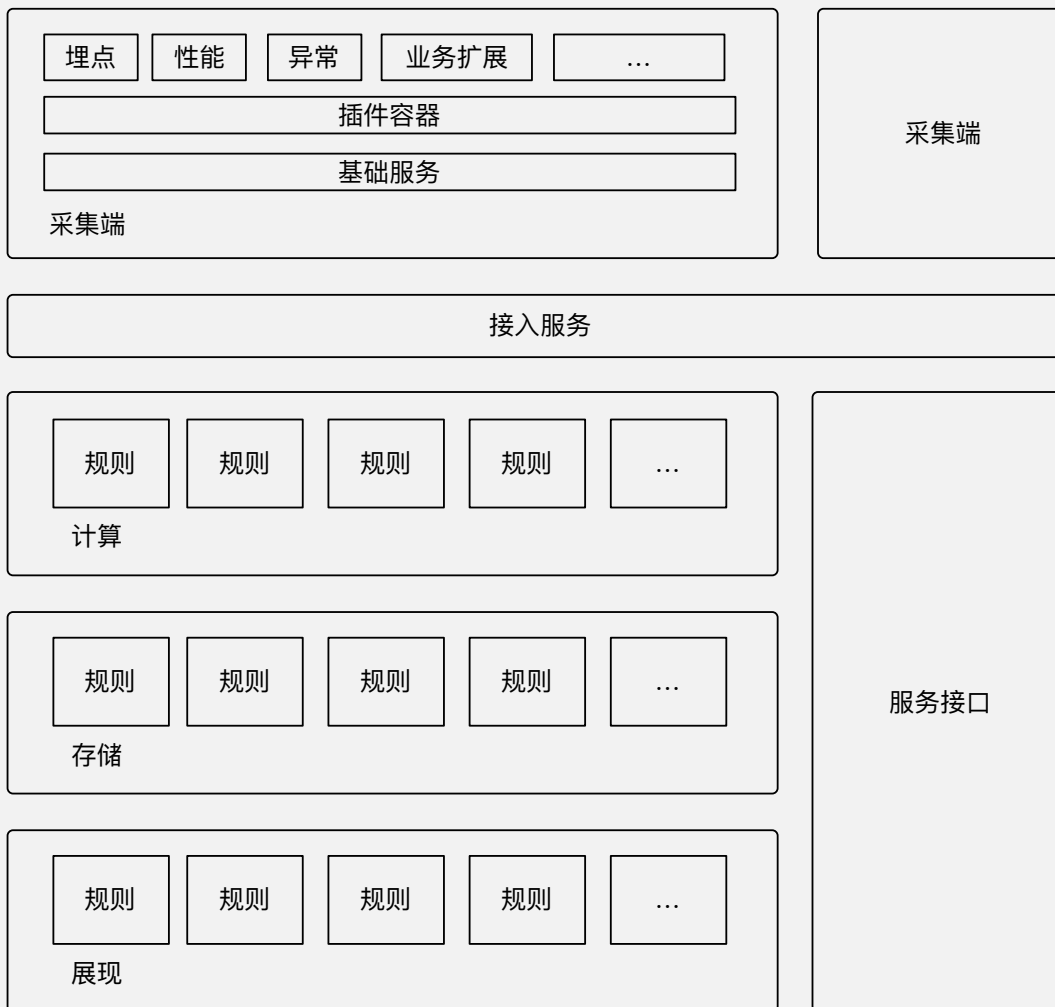 埋点 性能 异常 业务扩展 …
插件容器
基础服务
采集端
采集端
接入服务
规则 规则 规则 规则 …
计算
规则 规则 规则 规则 …
存储
规则 规则 规则 规则 …
展现
服务接口